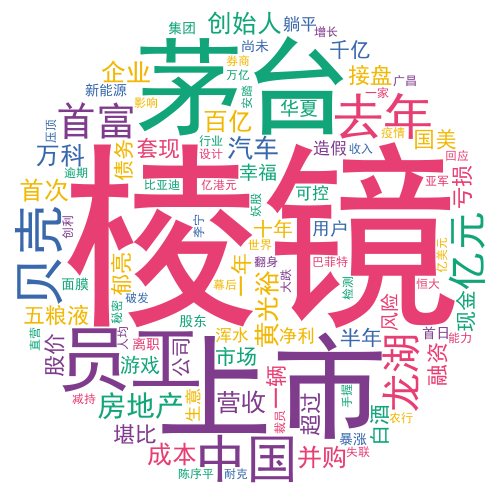 集团
增长
创始人
躺平
尚未
千亿
茅台
券商
万亿
企业
接盘
新能源
影响
安踏
华夏
广昌
一家
首富
百亿
去年
疫情
国美
压顶
债务
套现
行业
设计
汽车
造假
收入
回应
万科
逾期
幸福
亏损
首次
比亚迪
亿港元
妖股
可控
亚军
棱镜
贝壳
创利
李宁
十年
用户
亿元
郁亮
世茂
亿美元
面膜
一年
翻身
巴菲特
秘密
破发
幕后
黄光裕
大跌
检测
恒大
现金
五粮液
股东
浑水
净利
风险
首日
直营
股价
员工
人均
离职
公司
上市
半年
龙湖
能力
游戏
市场
融资
减持
房地产
生意
营收
一辆
手握
裁员
超过
白酒
农行
堪比
暴涨
成本
中国
并购
失联
陈序平
耐克